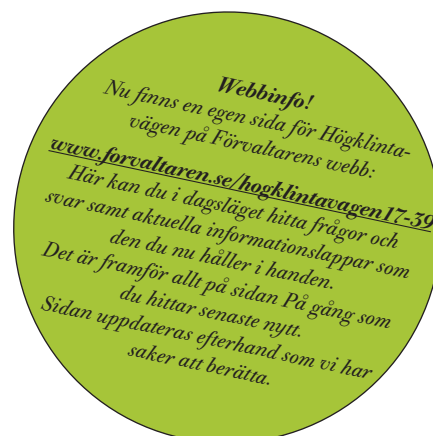 Webbinfo!
Nu finns en egen sida för Högklinta-
vägen på Förvaltarens webb:
www.forvaltaren.se/hogklintavagen17-39
Här kan du i dagsläget hitta frågor och
svar samt aktuella informationslappar som
den du nu håller i handen.
Det är framför allt på sidan På gång som
du hittar senaste nytt.
Sidan uppdateras efterhand som vi har
saker att berätta.